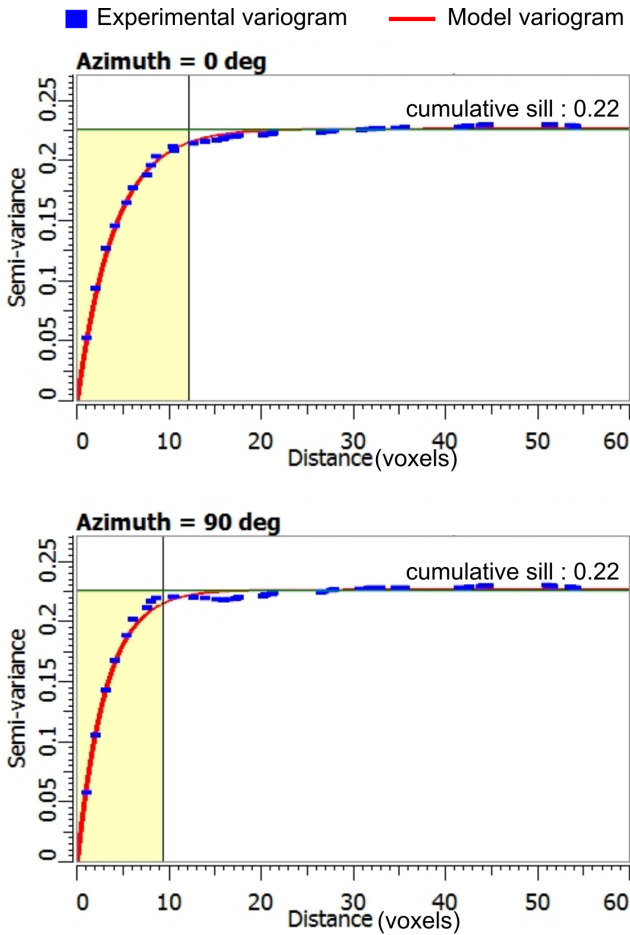 Experimental variogram Model variogram
Azimuth = 0 deg
cumulative sill : 0.22
Semi-variance
0 0.05 0.1 0.15 0.2 0.25
0 10 20 30 40 50 60
Distance (voxels)
Azimuth = 90 deg
cumulative sill : 0.22
Semi-variance
0 0.05 0.1 0.15 0.2 0.25
0 10 20 30 40 50 60
Distance (voxels)